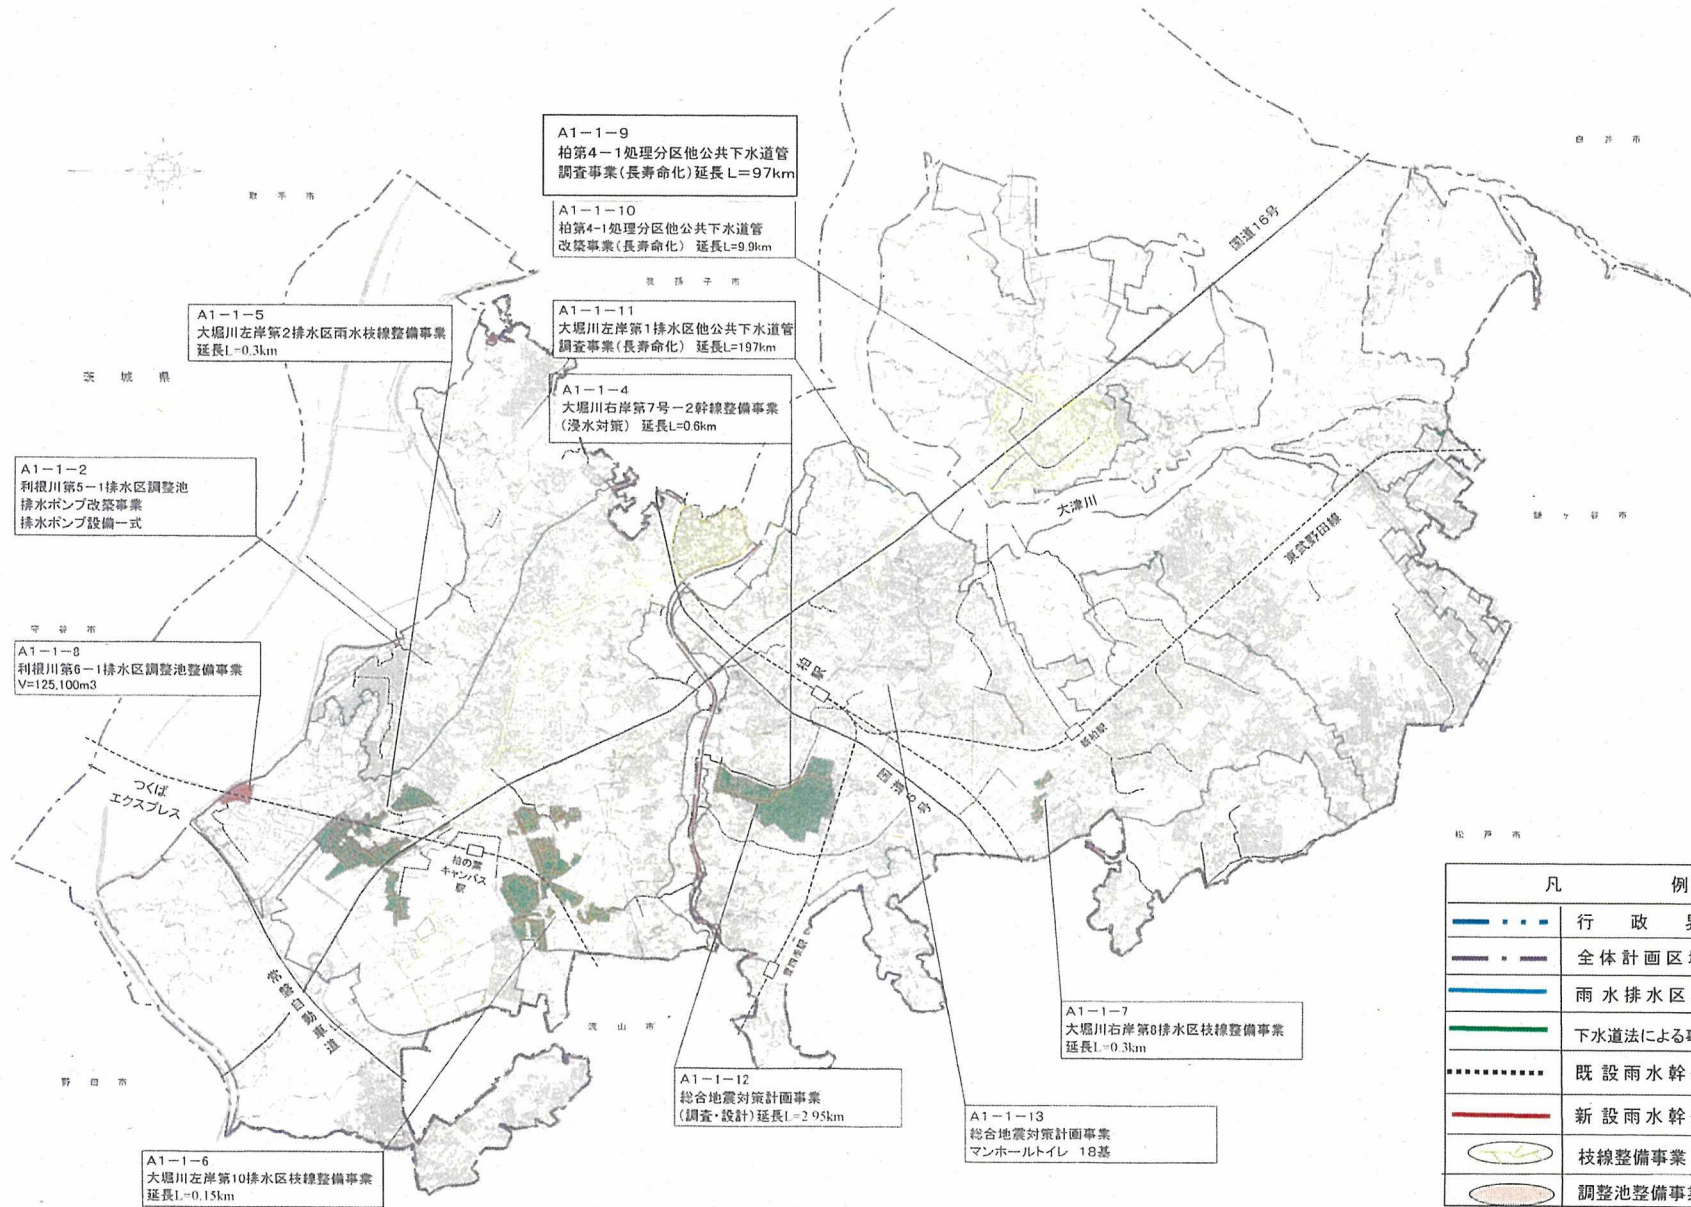 A1-1-9
柏第4-1処理分区他公共下水道管
調査事業(長寿命化)延長 L=97km
A1-1-10
柏第4-1処理分区他公共下水道管
改築事業(長寿命化) 延長L=9.9km
白井市
取手市
国道16号
我孫子市
A1-1-5
大堀川左岸第2排水区雨水枝線整備事業
延長L=0.3km
A1-1-11
大堀川左岸第1排水区他公共下水道管
調査事業(長寿命化) 延長L=197km
茨城県
A1-1-4
大堀川右岸第7号-2幹線整備事業
(浸水対策) 延長L=0.6km
A1-1-2
利根川第5-1排水区調整池
排水ポンプ改築事業
排水ポンプ設備一式
大津川
東武野田線
鎌ヶ谷市
守谷市
A1-1-8
利根川第6-1排水区調整池整備事業
V=125,100m3
柏駅
新柏駅
つくば
エクスプレス
国道6号
柏の葉
キャンパス
駅
松戸市
常磐自動車道
豊四季駅
流山市
野田市
A1-1-7
大堀川右岸第8排水区枝線整備事業
延長L=0.3km
A1-1-12
総合地震対策計画事業
(調査・設計)延長L=2.95km
A1-1-13
総合地震対策計画事業
マンホールトイレ 18基
A1-1-6
大堀川左岸第10排水区枝線整備事業
延長L=0.15km
凡例
行政界
全体計画区域
雨水排水区
下水道法による事
既設雨水幹
新設雨水幹
枝線整備事業
調整池整備事業